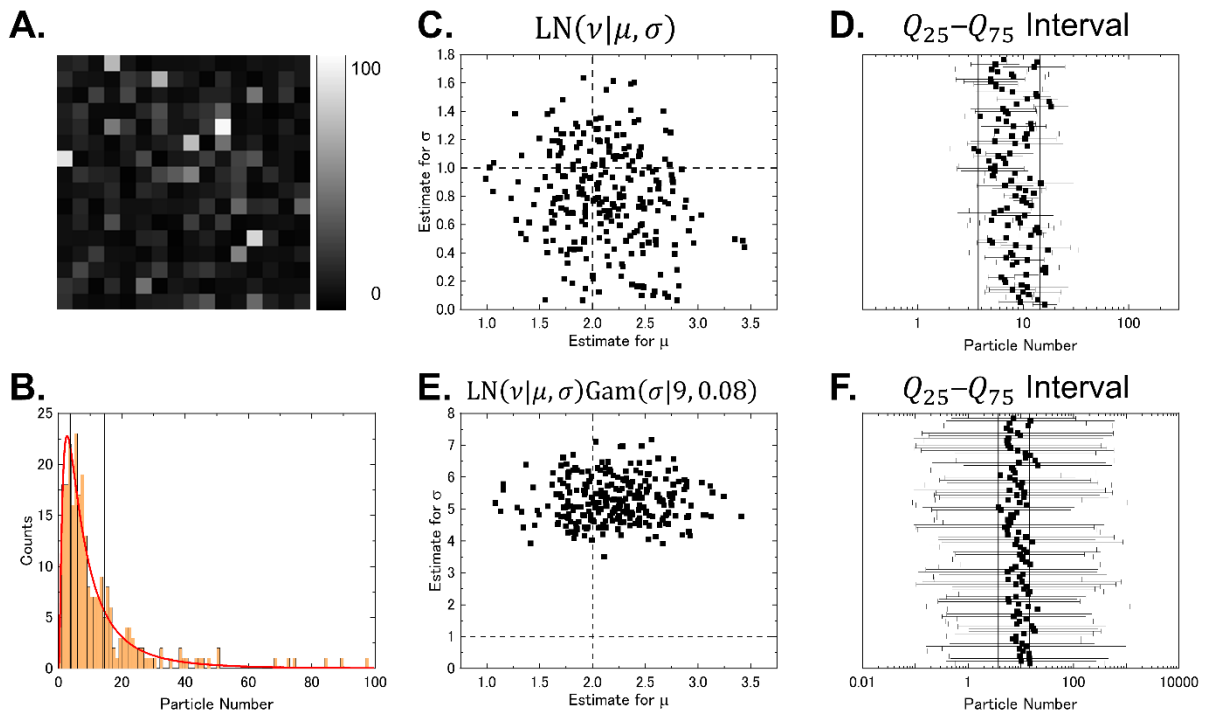 A.
100
0
B.
25
20
15
10
5
0
Counts
0 20 40 60 80 100
Particle Number
C.
LN(ν|μ, σ)
1.8
1.6
1.4
1.2
1.0
0.8
0.6
0.4
0.2
0.0
Estimate for σ
1.0 1.5 2.0 2.5 3.0 3.5
Estimate for μ
D.
Q25–Q75 Interval
1 10 100
Particle Number
E.
LN(ν|μ, σ)Gam(σ|9, 0.08)
8
7
6
5
4
3
2
1
0
Estimate for σ
1.0 1.5 2.0 2.5 3.0 3.5
Estimate for μ
F.
Q25–Q75 Interval
0.01 1 100 10000
Particle Number